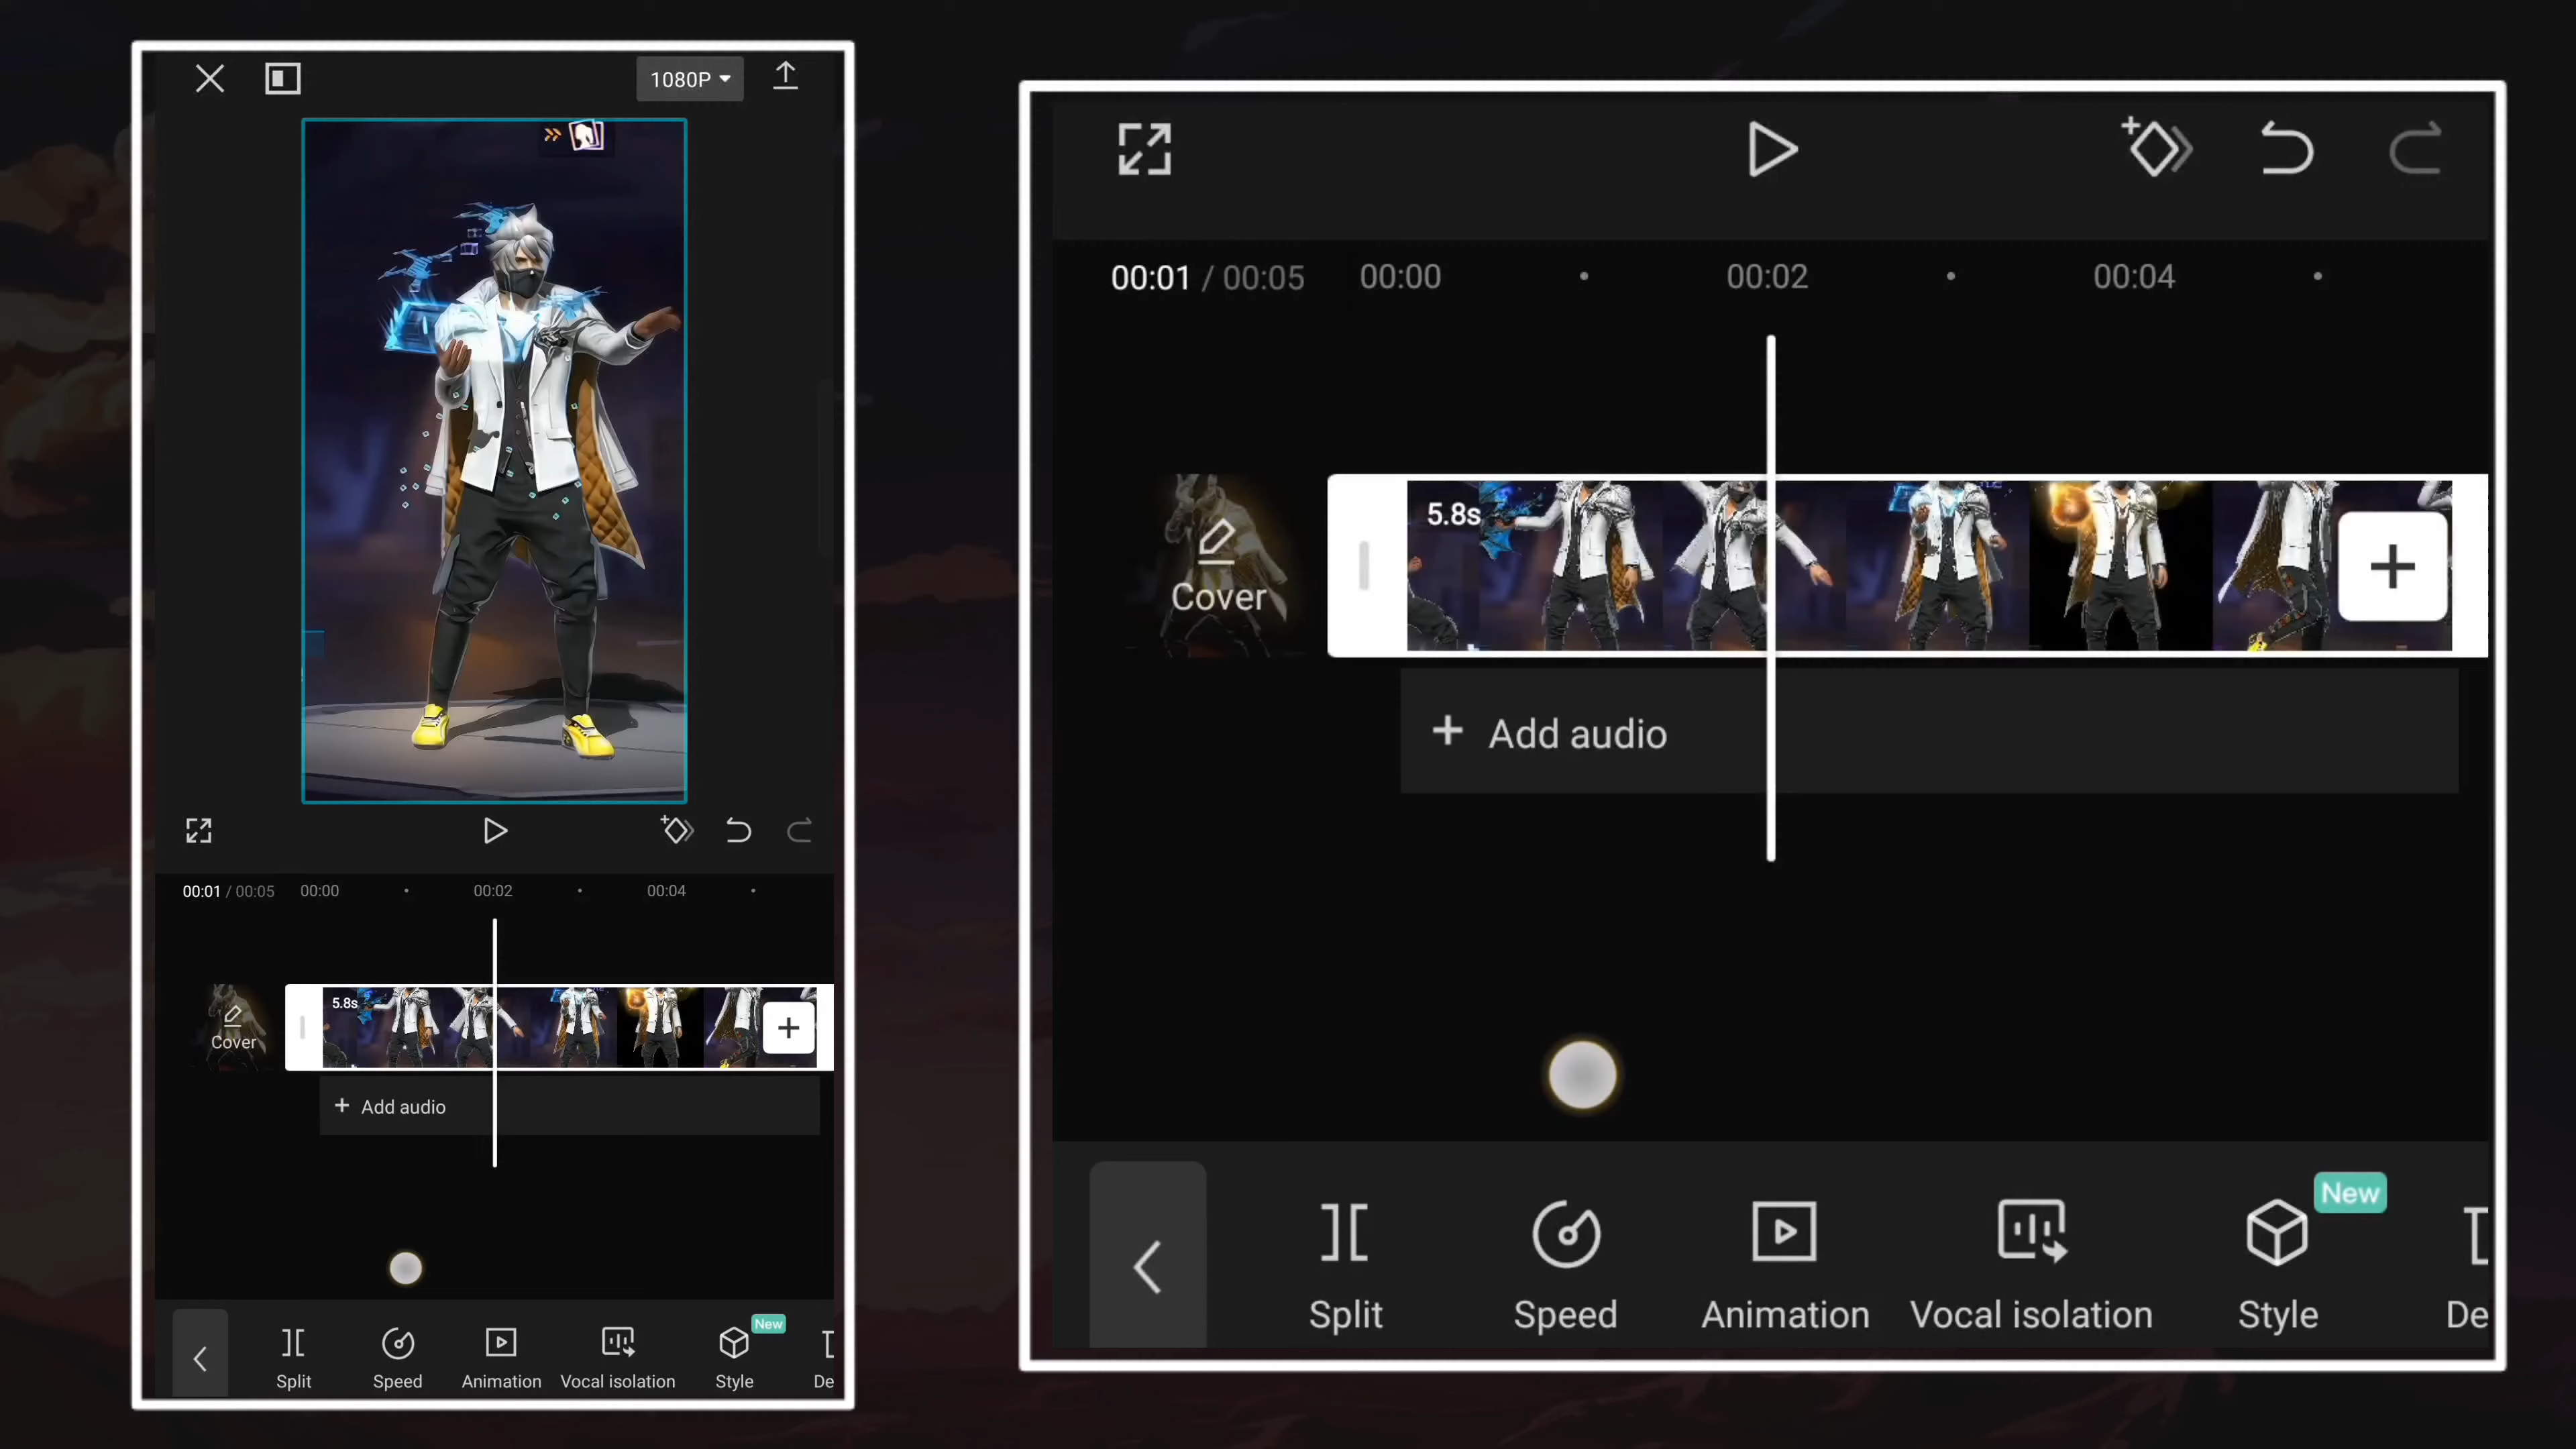 1080P
00:01 / 00:05 00:00 00:02 00:04
5.8s
Cover
+ Add audio
New
Split Speed Animation Vocal isolation Style De
00:01 / 00:05 00:00 00:02 00:04
5.8s
Cover
+ Add audio
New
Split Speed Animation Vocal isolation Style De